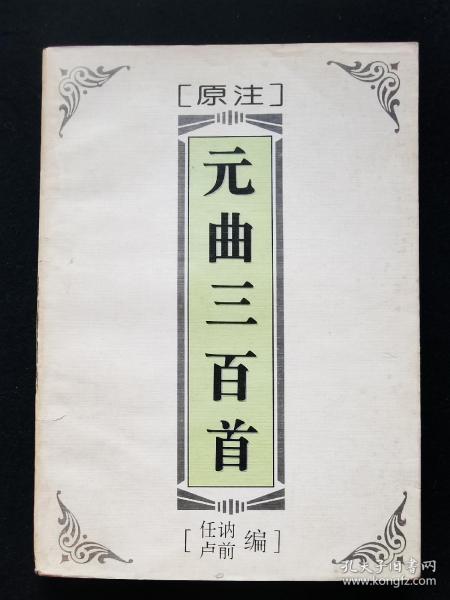 [原注]
元曲三百首
[任讷 卢前 编]
孔夫子旧书网
www.kongfz.com